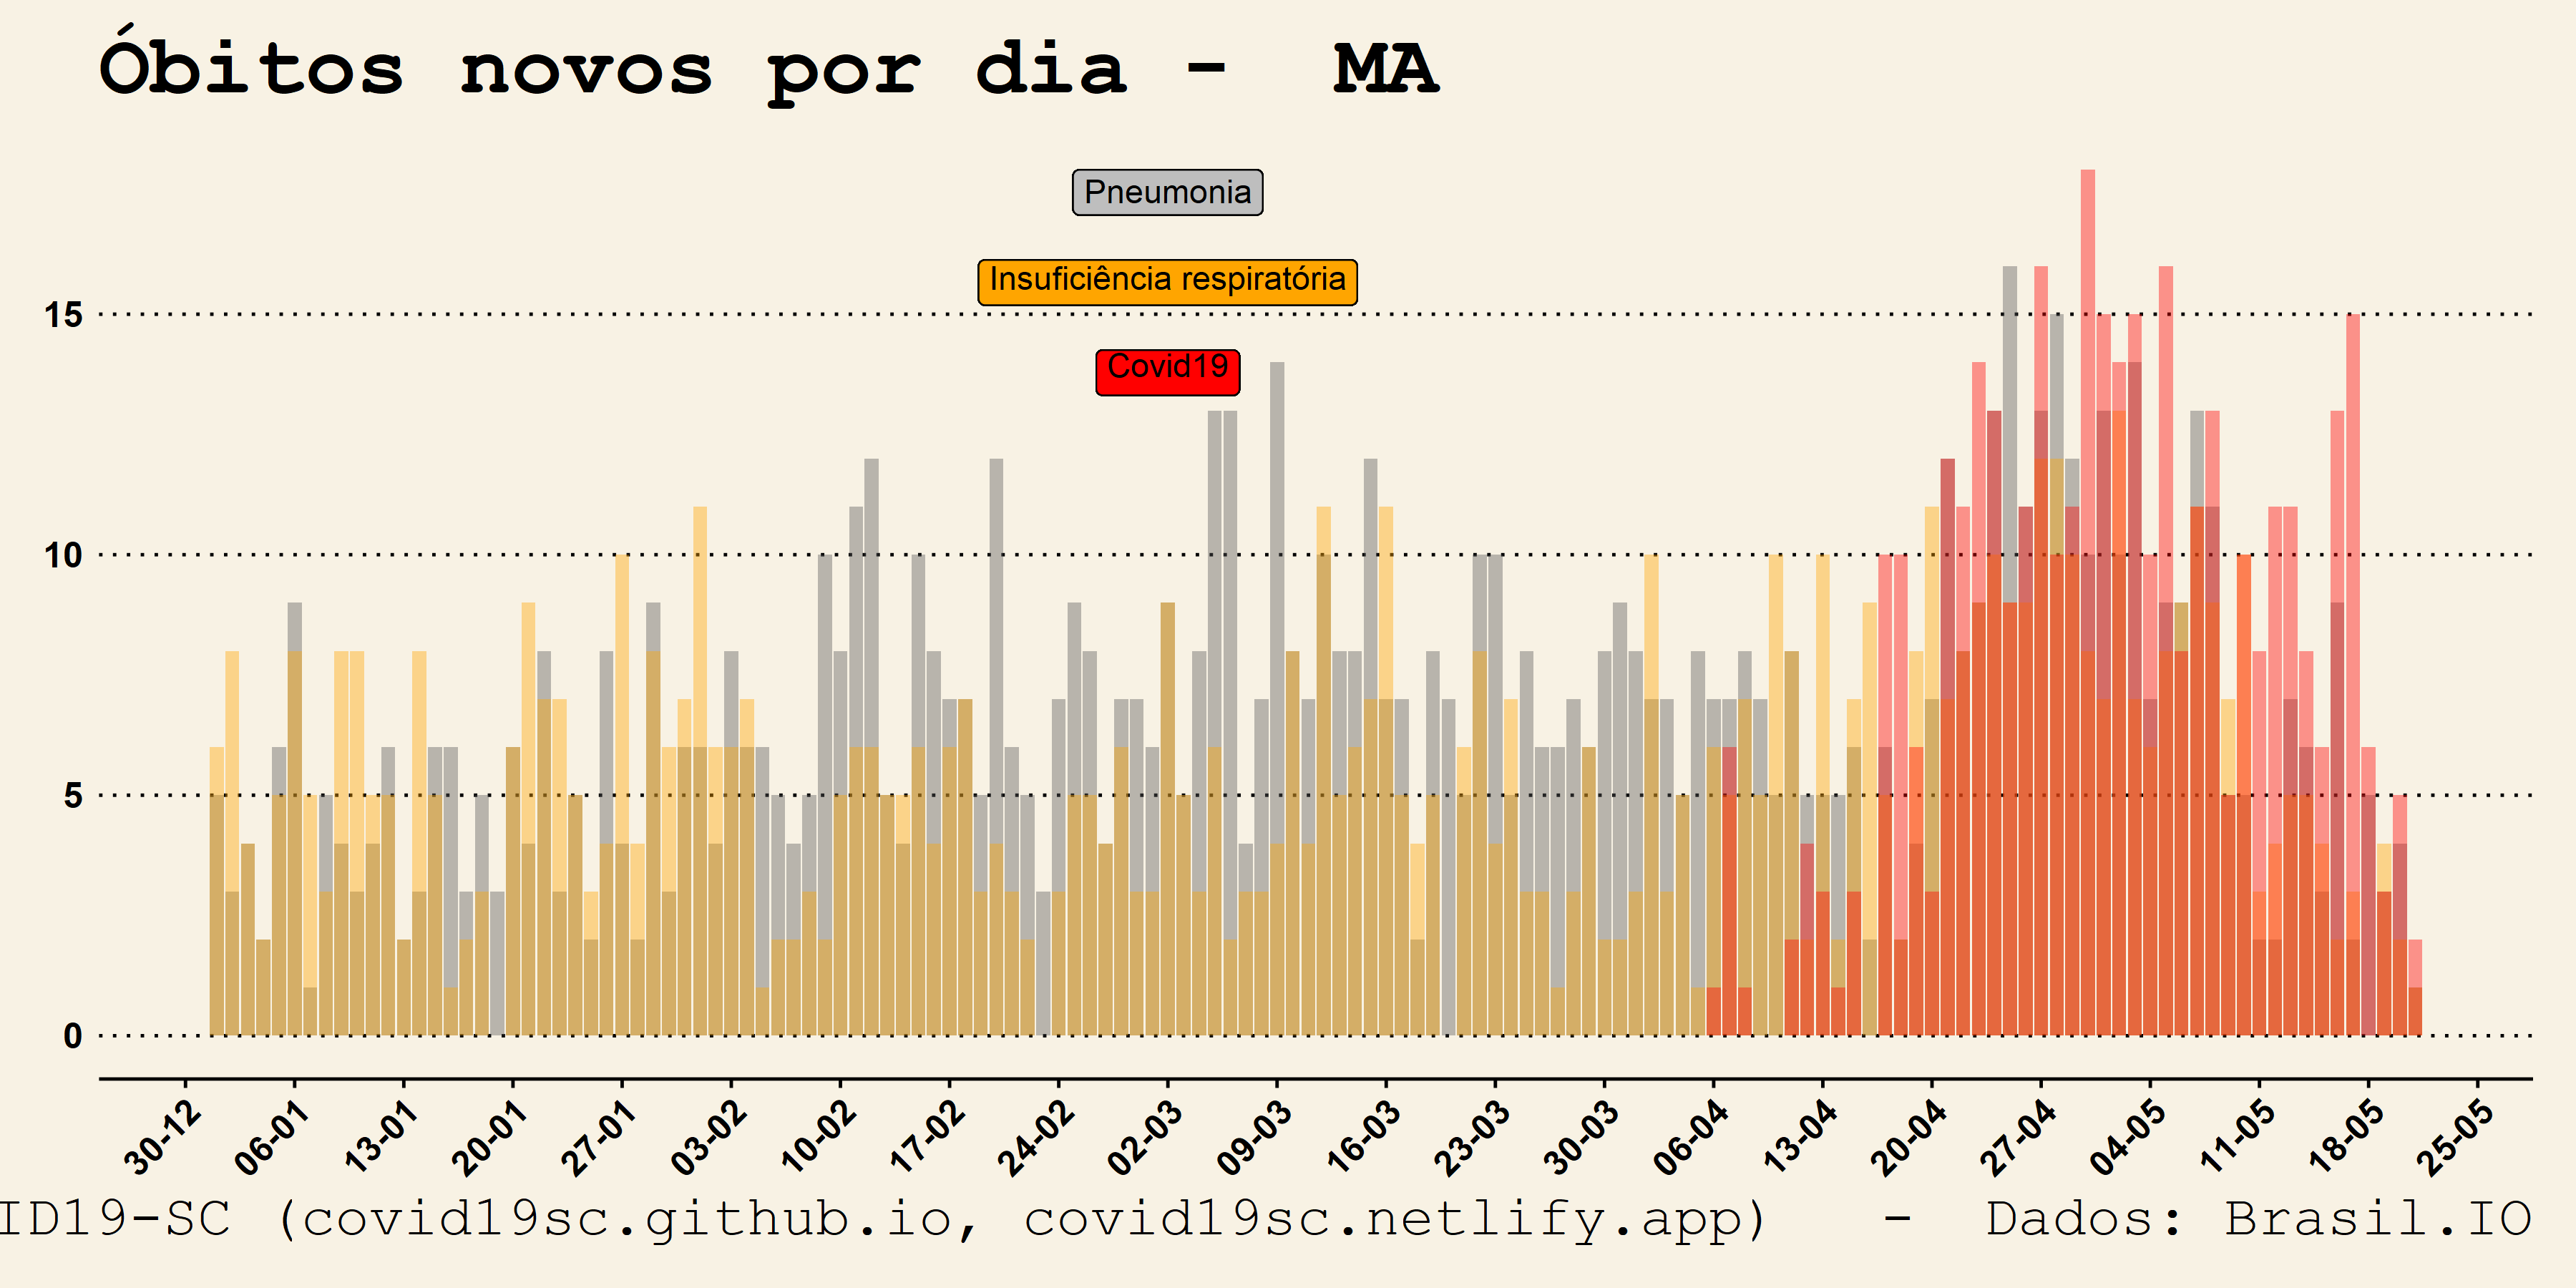 Óbitos novos por dia - MA
Pneumonia
Insuficiência respiratória
15
Covid19
10
5
0
30-12 06-01 13-01 20-01 27-01 03-02 10-02 17-02 24-02 02-03 09-03 16-03 23-03 30-03 06-04 13-04 20-04 27-04 04-05 11-05 18-05 25-05
ID19-SC (covid19sc.github.io, covid19sc.netlify.app) - Dados: Brasil.IO